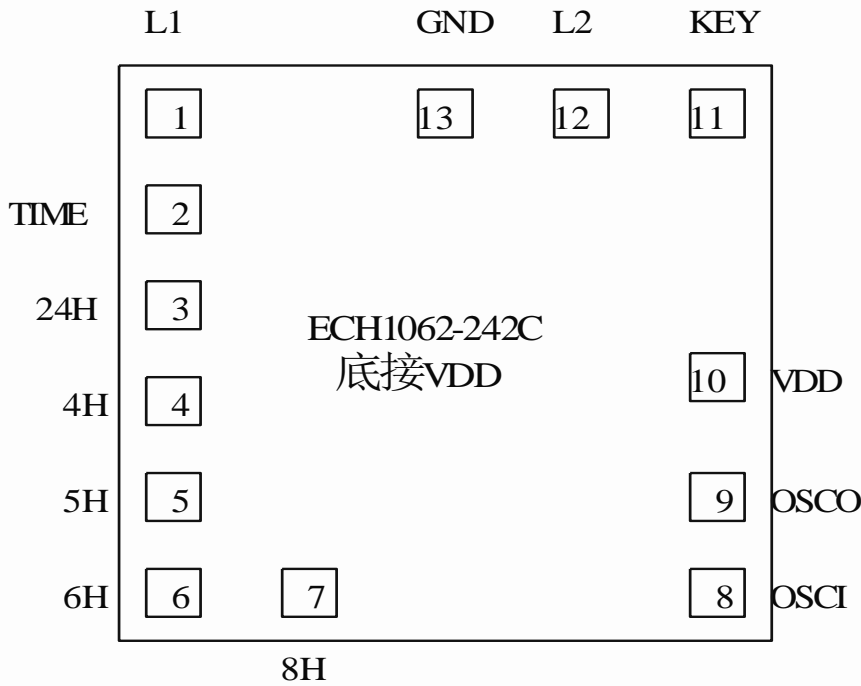 L1 GND L2 KEY
1 13 12 11
TIME 2
24H 3
ECH1062-242C
底接VDD
10 VDD
4H 4
5H 5 9 OSCO
6H 6 7 8 OSCI
8H